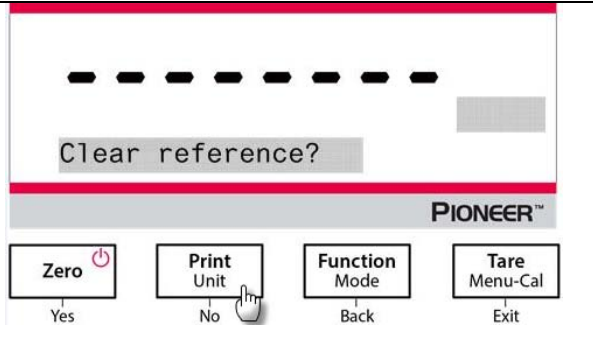 --------
Clear reference?
PIONEER™
Zero Print Function Tare
Unit Mode Menu-Cal
Yes No Back Exit